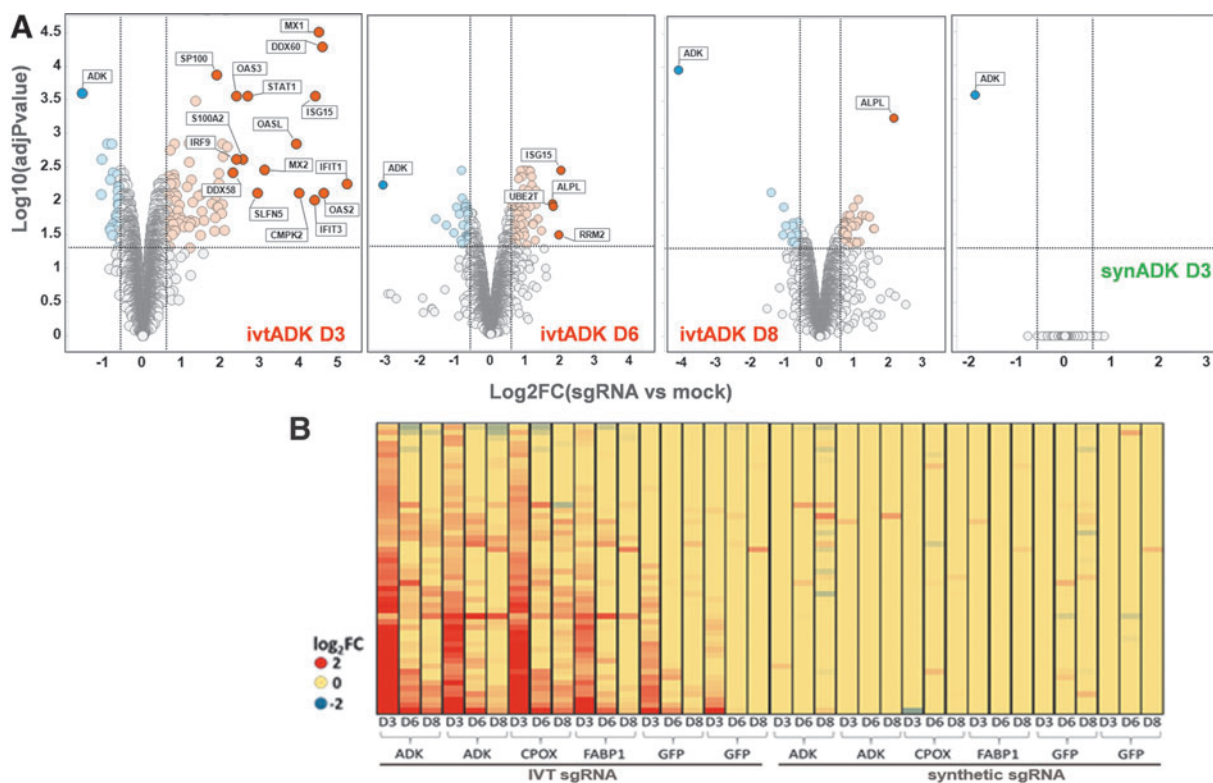 A
Log10(adjPvalue)
4.5
4
3.5
3
2.5
2
1.5
1
0.5
0
MX1
DDX60
SP100
ADK
OAS3
STAT1
ISG15
S100A2
OASL
IRF9
MX2
IFIT1
DDX58
SLFN5
OAS2
CMPK2
IFIT3
ivtADK D3
-1 0 1 2 3 4 5
ADK
ISG15
ALPL
UBE2T
RRM2
ivtADK D6
-3 -2 -1 0 1 2 3 4
ADK
ALPL
ivtADK D8
-4 -3 -2 -1 0 1 2 3
ADK
synADK D3
-2 -1 0 1 2 3
Log2FC(sgRNA vs mock)
B
log2FC
2
0
-2
D3 D6 D8 D3 D6 D8 D3 D6 D8 D3 D6 D8 D3 D6 D8 D3 D6 D8 D3 D6 D8 D3 D6 D8 D3 D6 D8 D3 D6 D8 D3 D6 D8 D3 D6 D8
ADK ADK CPOX FABP1 GFP GFP ADK ADK CPOX FABP1 GFP GFP
IVT sgRNA synthetic sgRNA